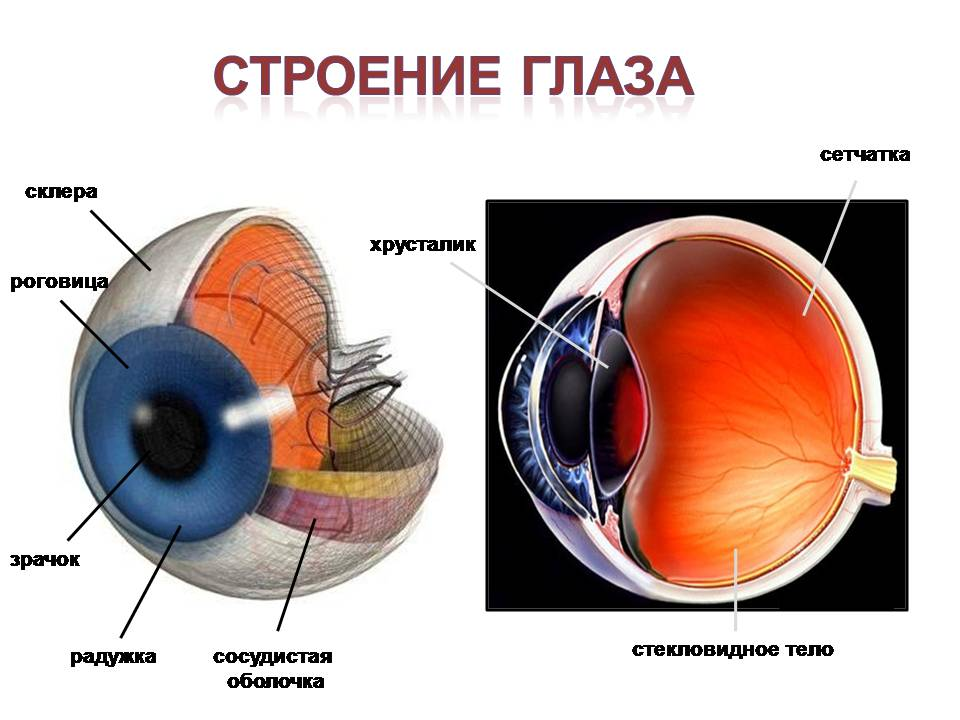 СТРОЕНИЕ ГЛАЗА
сетчатка
склера
хрусталик
роговица
зрачок
радужка
сосудистая
оболочка
стекловидное тело